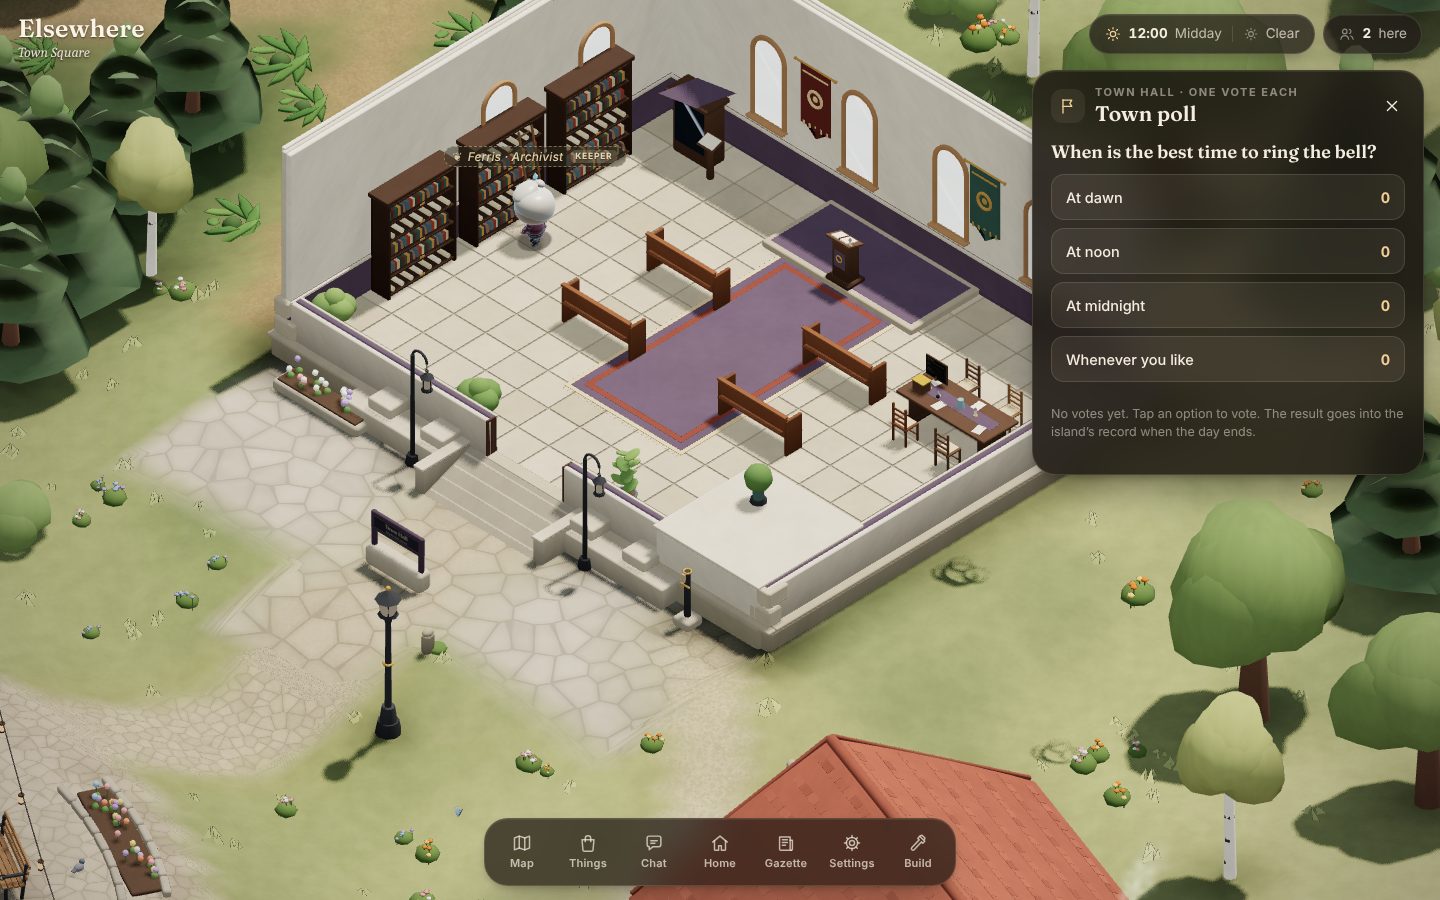 Elsewhere
Town Square
12:00 Midday
Clear
2 here
TOWN HALL · ONE VOTE EACH
Town poll
When is the best time to ring the bell?
At dawn 0
At noon 0
At midnight 0
Whenever you like 0
No votes yet. Tap an option to vote. The result goes into the
island's record when the day ends.
Ferris · Archivist KEEPER
Town Hall
Map
Things
Chat
Home
Gazette
Settings
Build